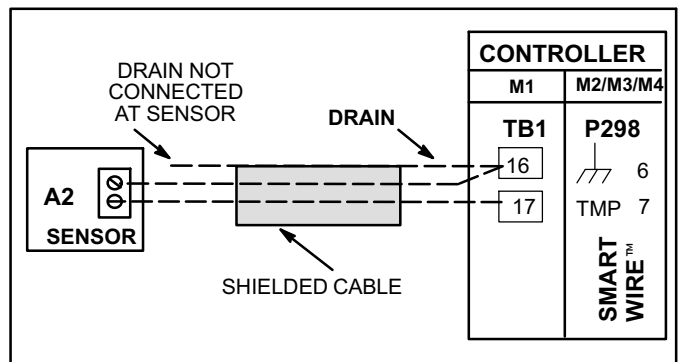 CONTROLLER
M1 M2/M3/M4
DRAIN NOT
CONNECTED
AT SENSOR
DRAIN
TB1 P298
16 6
17 TMP 7
A2
SENSOR
SHIELDED CABLE
SMART
WIRE™